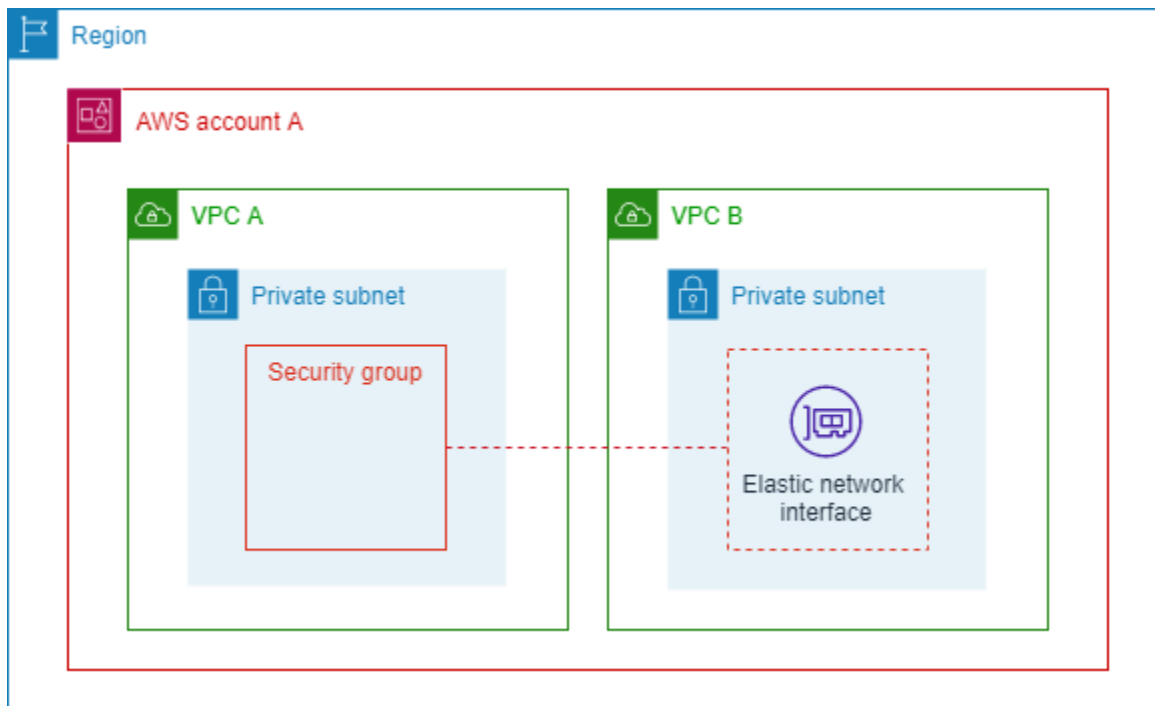 Region
AWS account A
VPC A
VPC B
Private subnet
Private subnet
Security group
Elastic network
interface